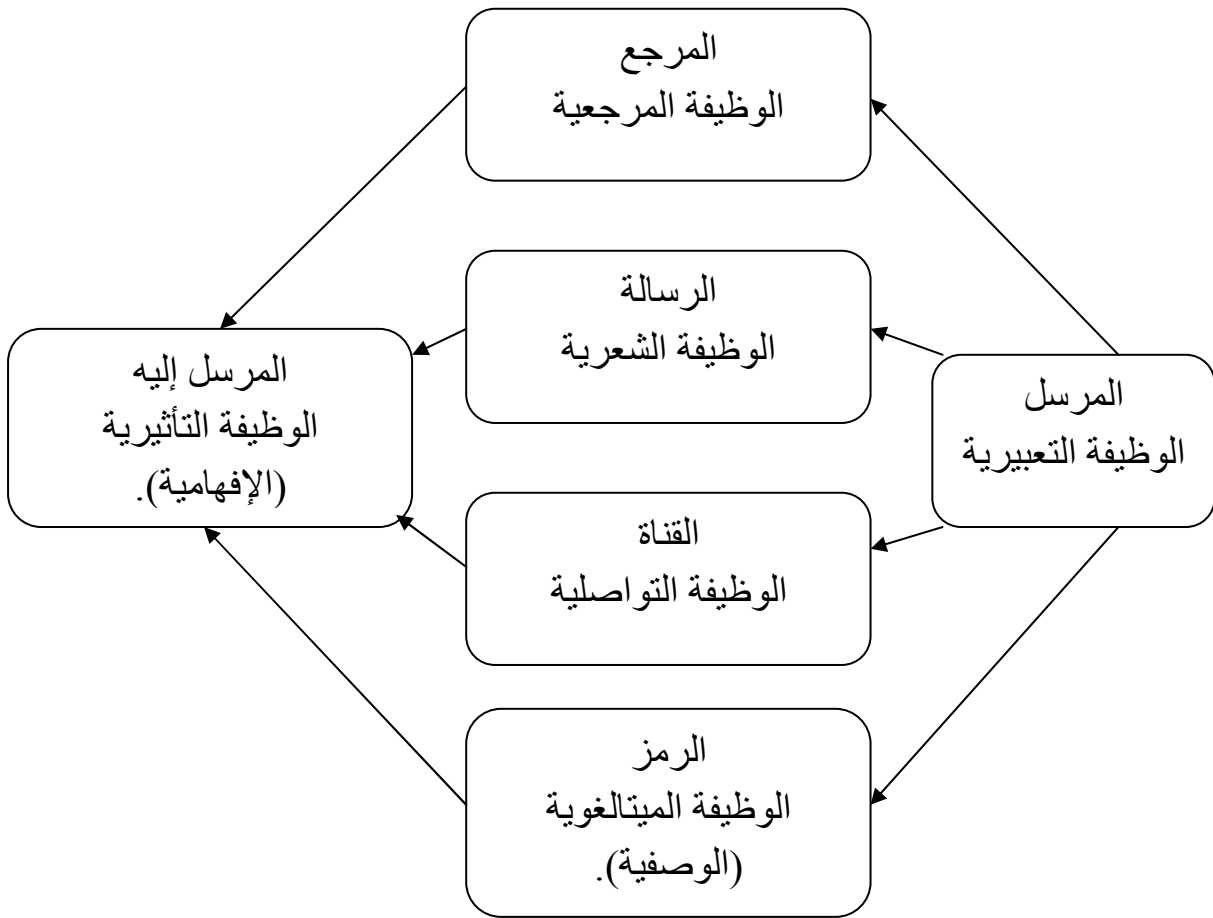 المرجع
الوظيفة المرجعية
الرسالة
الوظيفة الشعرية
المرسل
الوظيفة التعبيرية
المرسل إليه
الوظيفة التأثيرية
(الإفهامية).
القناة
الوظيفة التواصلية
الرمز
الوظيفة الميتالغوية
(الوصفية).